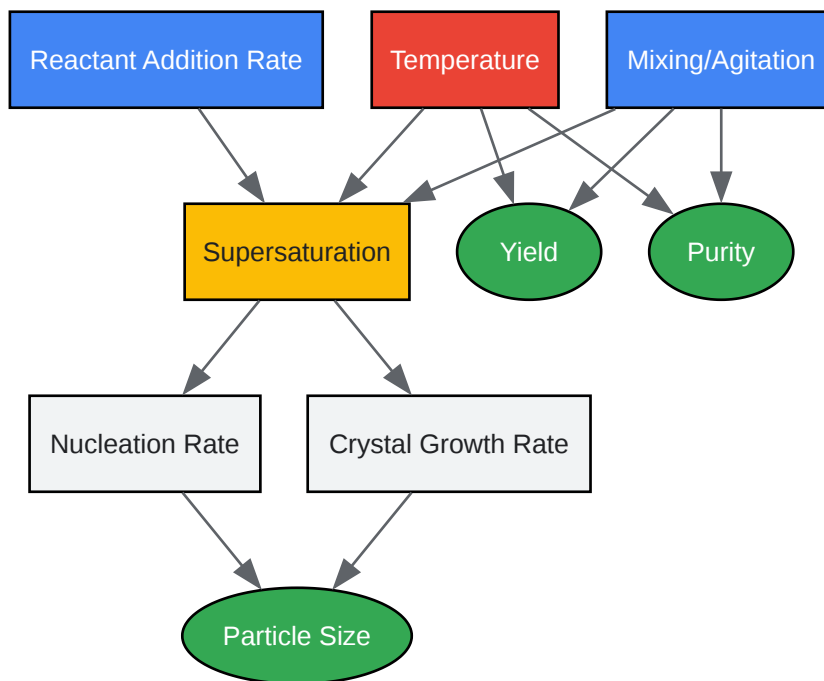 Reactant Addition Rate
Temperature
Mixing/Agitation
Supersaturation
Yield
Purity
Nucleation Rate
Crystal Growth Rate
Particle Size